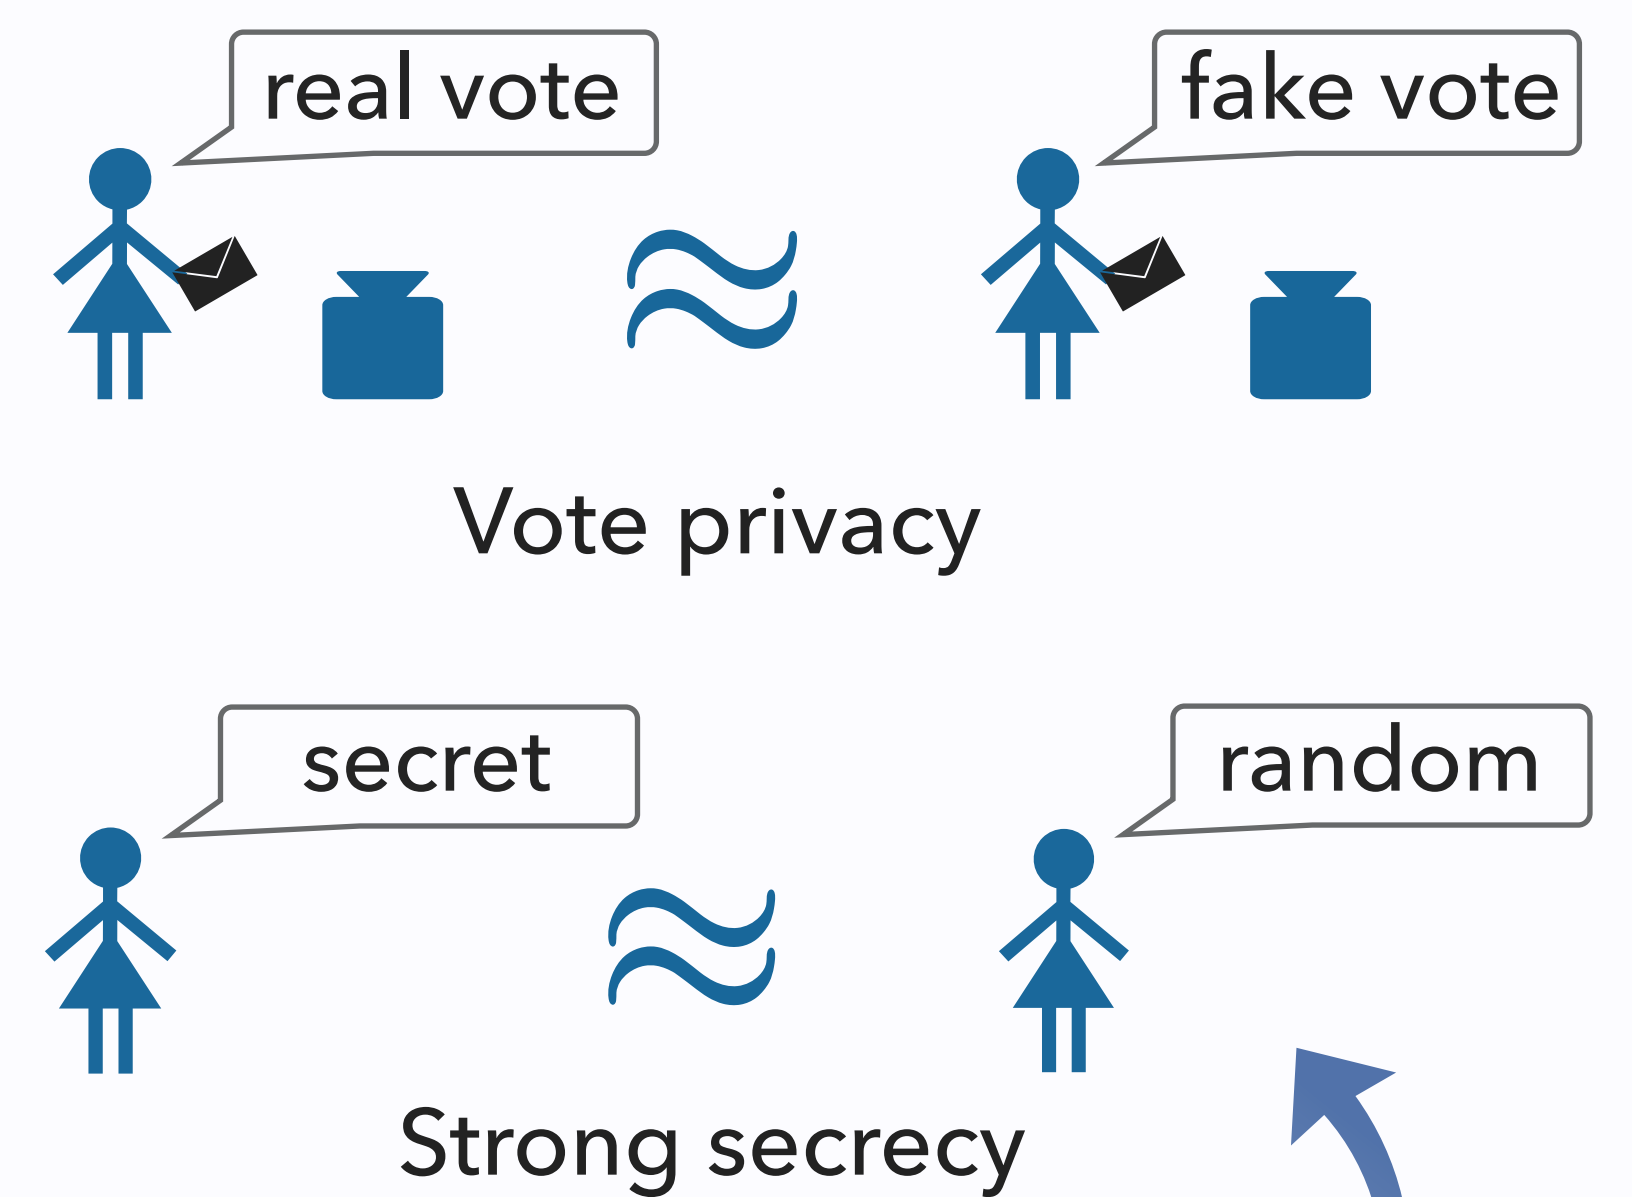 real vote
fake vote
≈
Vote privacy
secret
random
≈
Strong secrecy